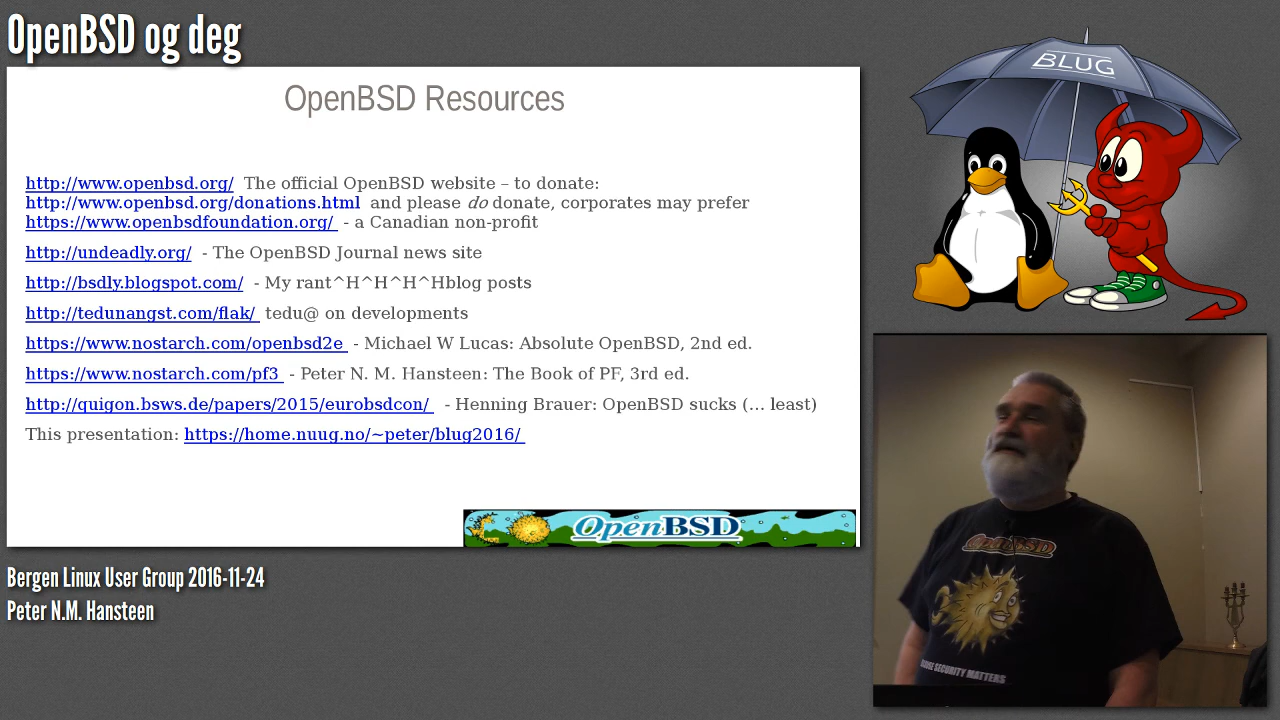 OpenBSD og deg
BLUG
OpenBSD Resources
http://www.openbsd.org/ The official OpenBSD website – to donate:
http://www.openbsd.org/donations.html and please do donate, corporates may prefer
https://www.openbsdfoundation.org/ - a Canadian non-profit
http://undeadly.org/ - The OpenBSD Journal news site
http://bsdly.blogspot.com/ - My rant^H^H^H^Hblog posts
http://tedunangst.com/flak/ tedu@ on developments
https://www.nostarch.com/openbsd2e - Michael W Lucas: Absolute OpenBSD, 2nd ed.
https://www.nostarch.com/pf3 - Peter N. M. Hansteen: The Book of PF, 3rd ed.
http://quigon.bsws.de/papers/2015/eurobsdcon/ - Henning Brauer: OpenBSD sucks (... least)
This presentation: https://home.nuug.no/~peter/blug2016/
OpenBSD
OpenBSD
SECURITY MATTERS
Bergen Linux User Group 2016-11-24
Peter N.M. Hansteen